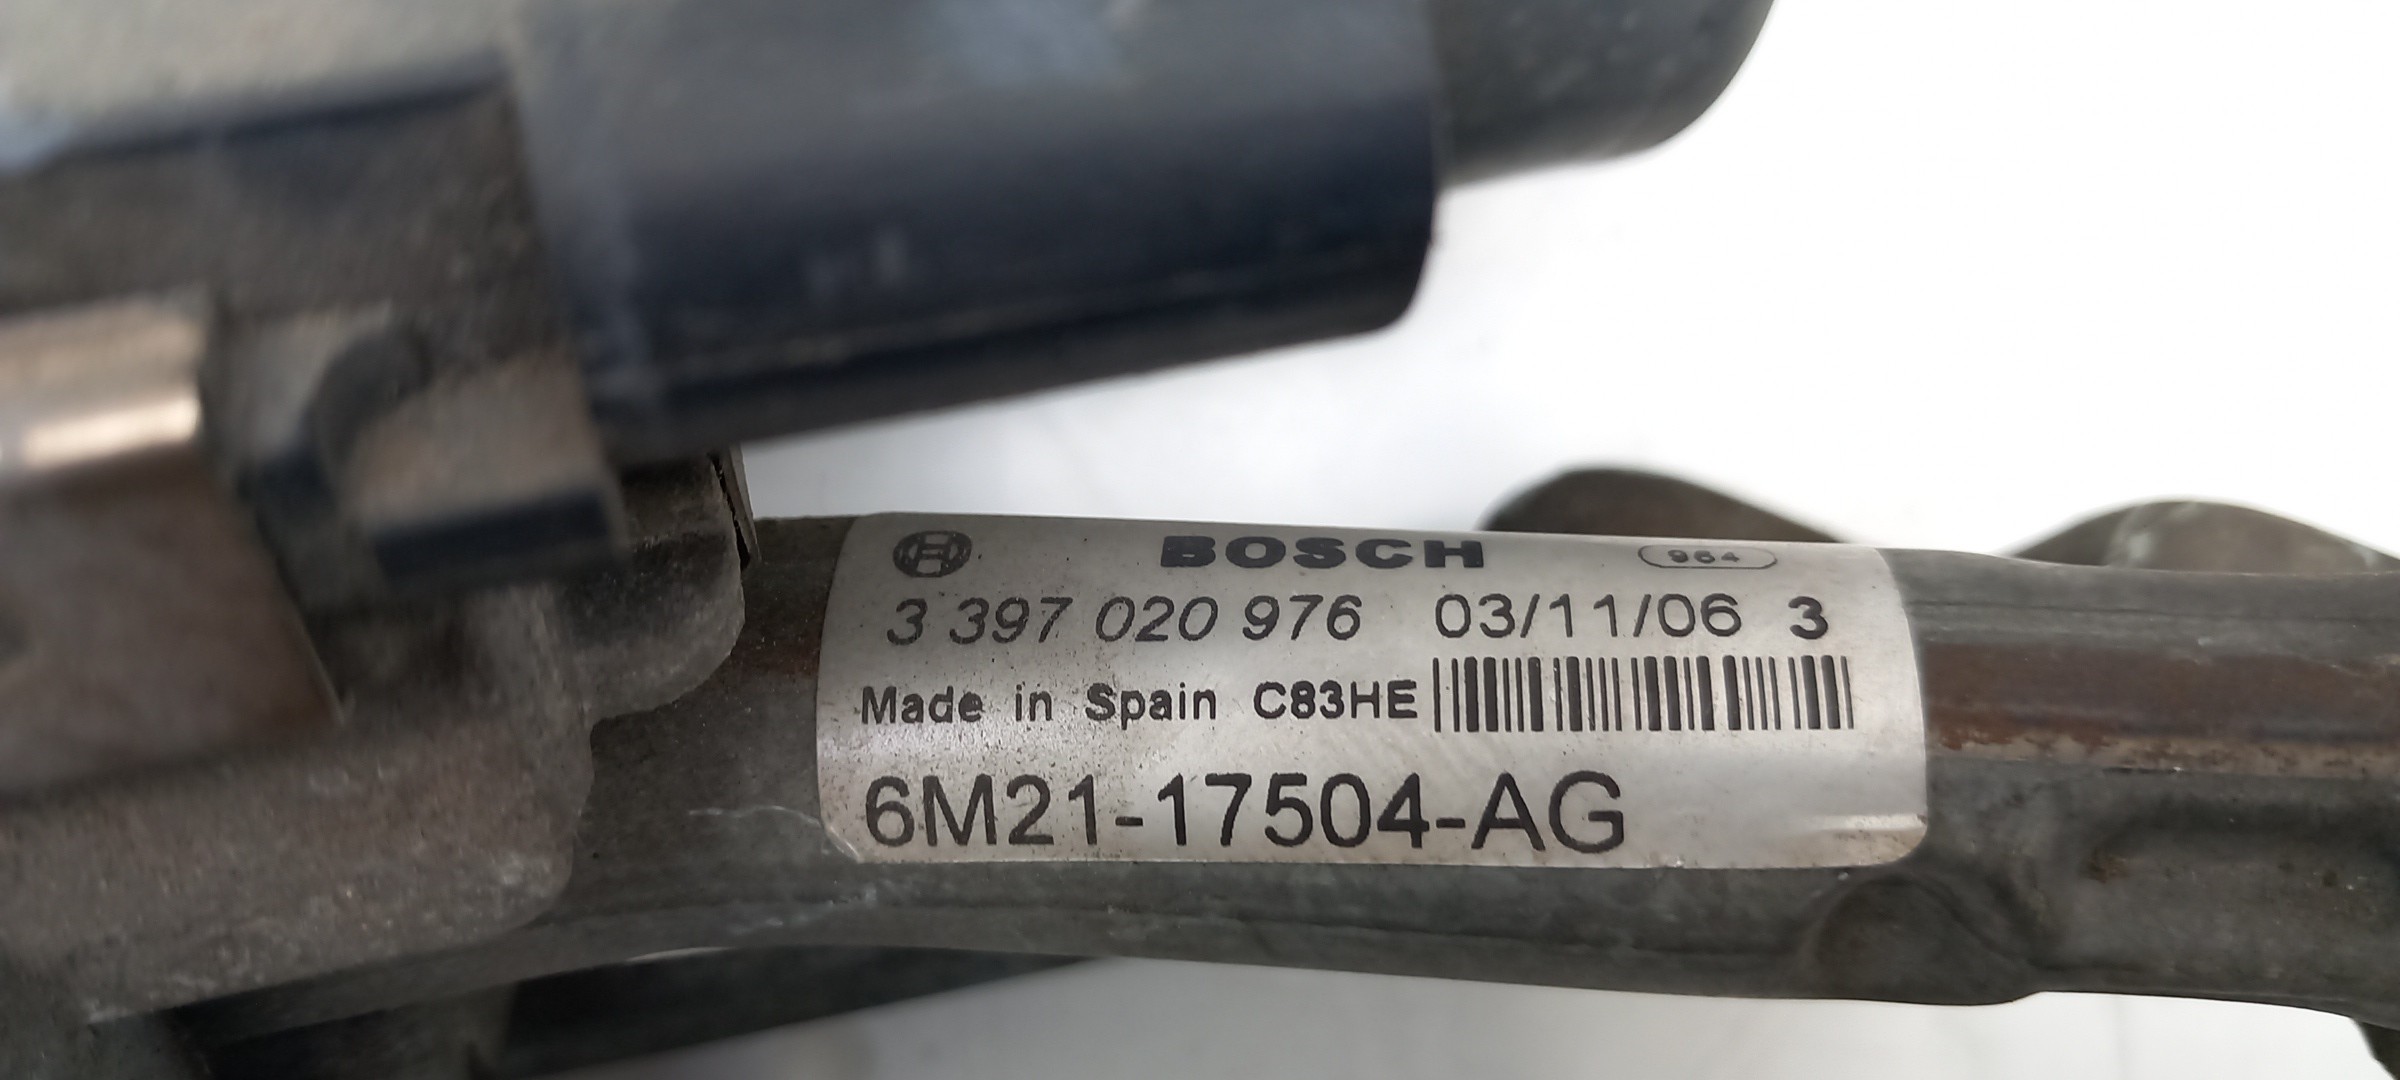 BOSCH 964
3 397 020 976 03/11/06 3
Made in Spain C83HE
6M21-17504-AG